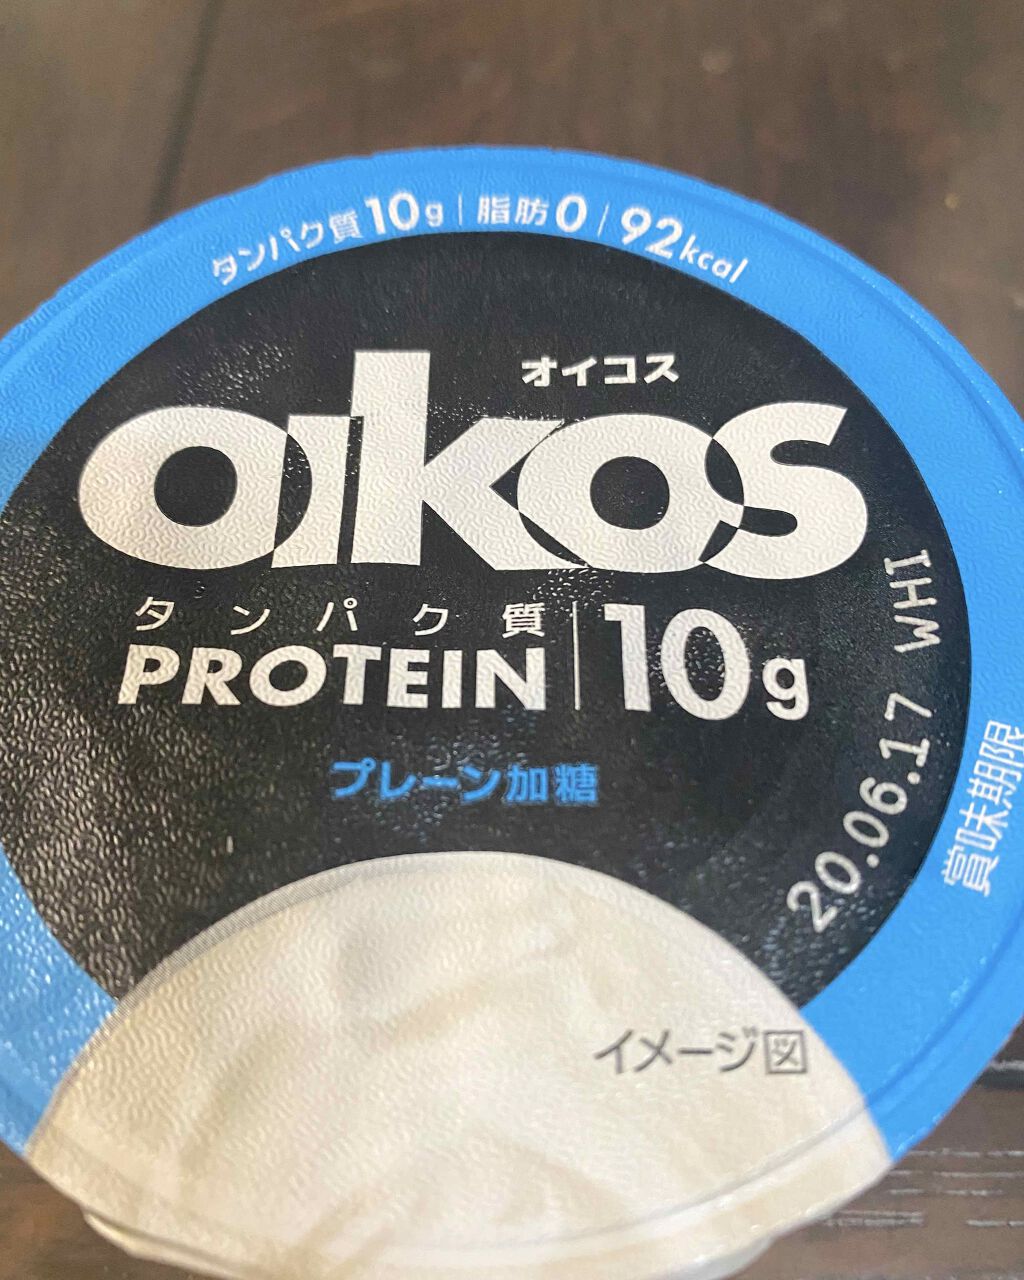 タンパク質10g | 脂肪0 | 92kcal
オイコス
oikos
タンパク質
PROTEIN | 10g
プレーン加糖
賞味期限
20.06.17 WHI
イメージ図